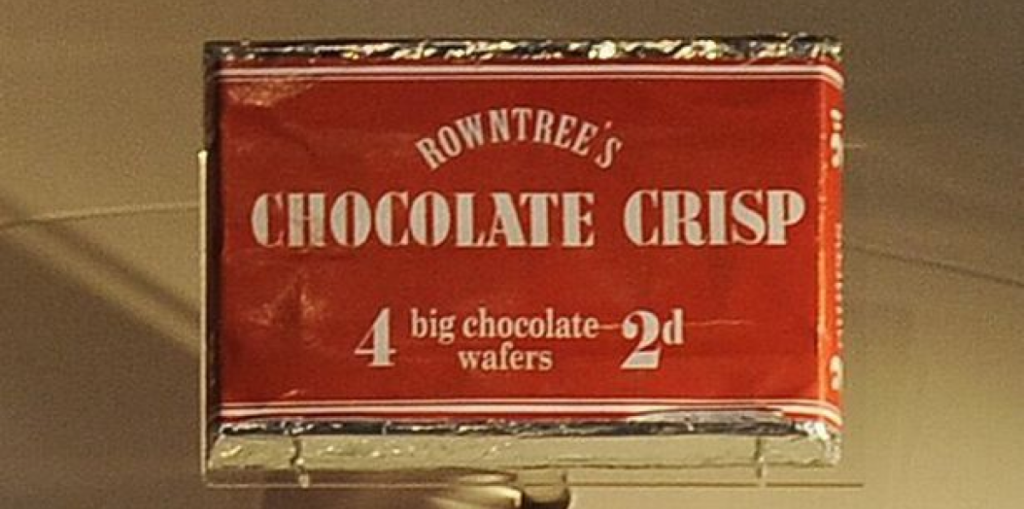 ROWNTREE'S
CHOCOLATE CRISP
4 big chocolate wafers 2d